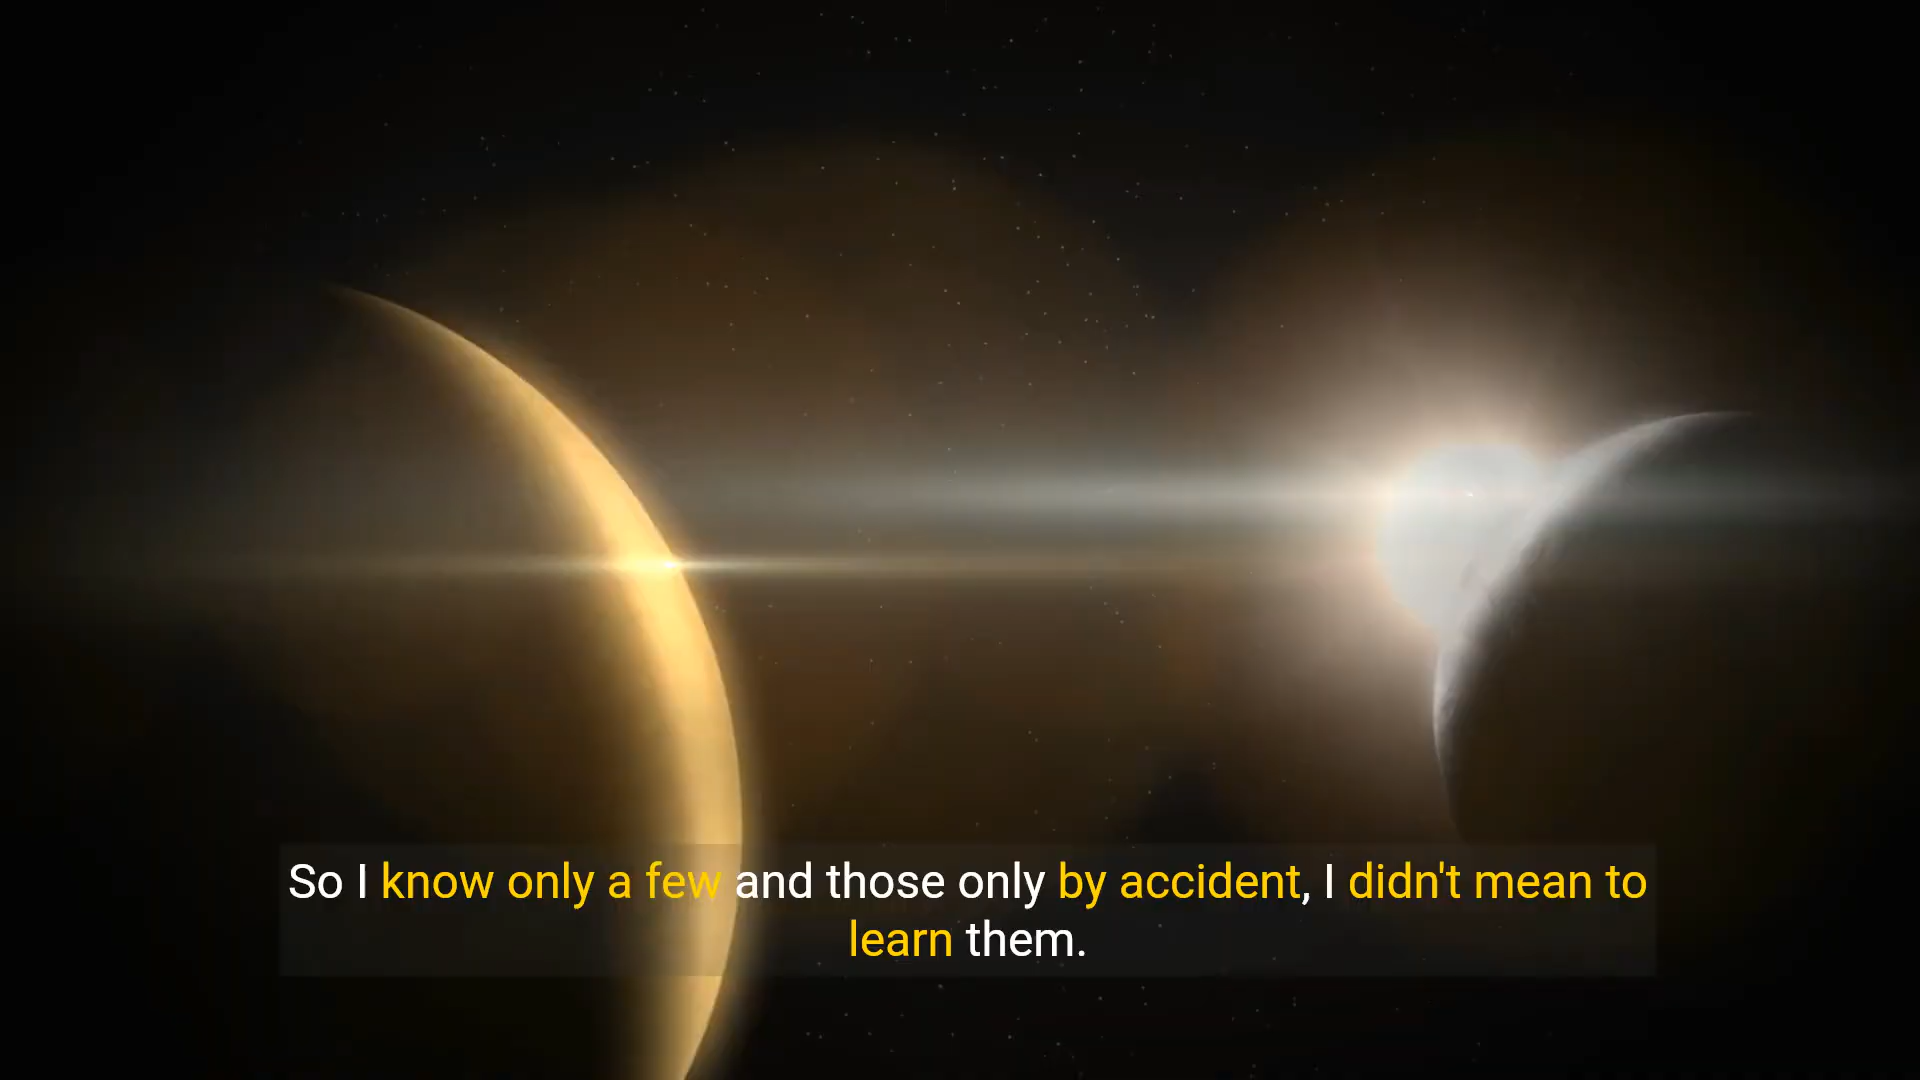 So I know only a few and those only by accident, I didn't mean to
learn them.